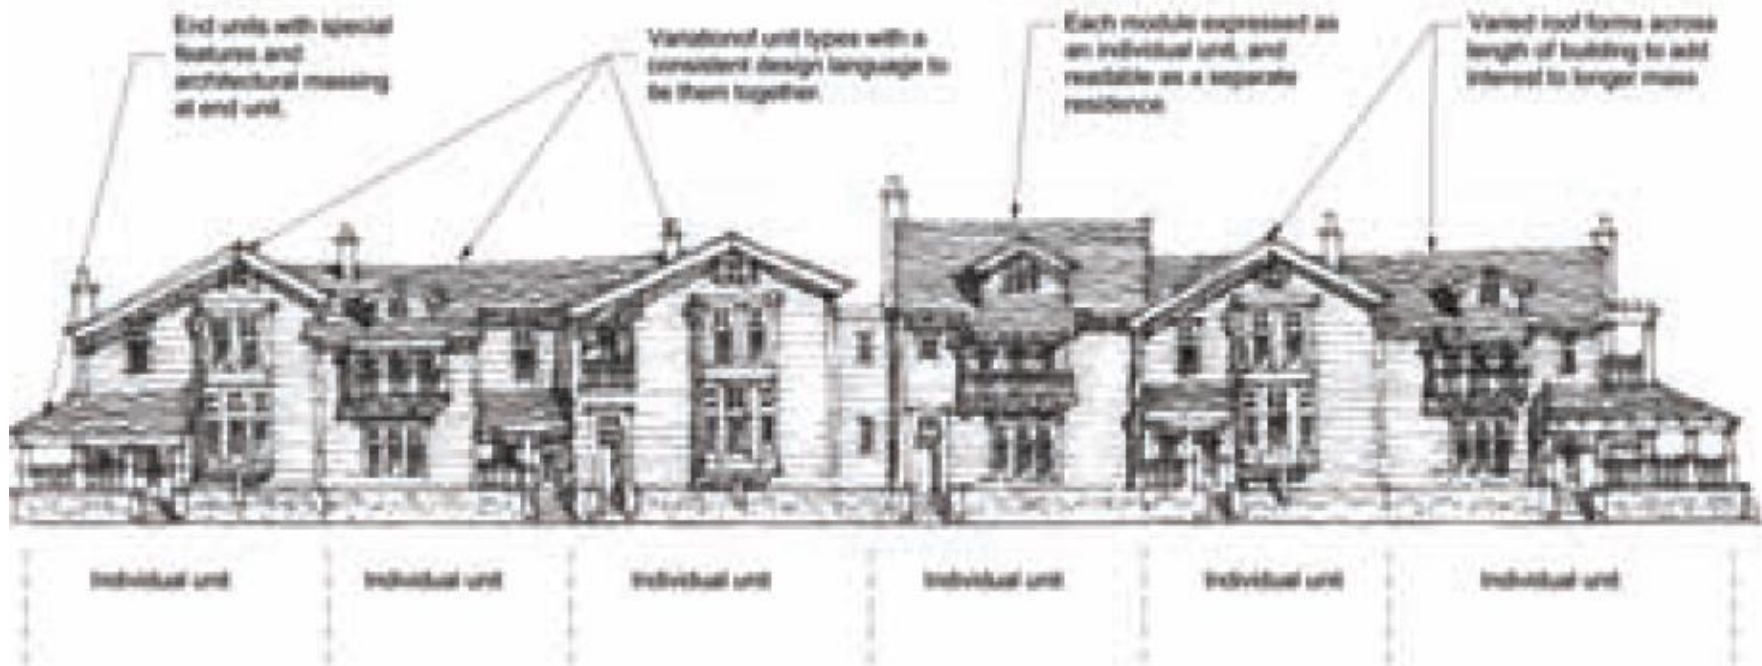 End units with special
features and
architectural massing
at end unit.
Variationof unit types with a
consistent design language to
tie them together.
Each module expressed as
an individual unit, and
readable as a separate
residence.
Varied roof forms across
length of building to add
interest to longer mass
Individual unit
Individual unit
Individual unit
Individual unit
Individual unit
Individual unit